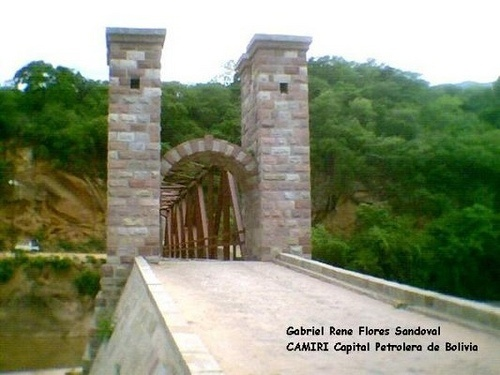 Gabriel Rene Flores Sandoval
CAMIRI Capital Petrolera de Bolivia